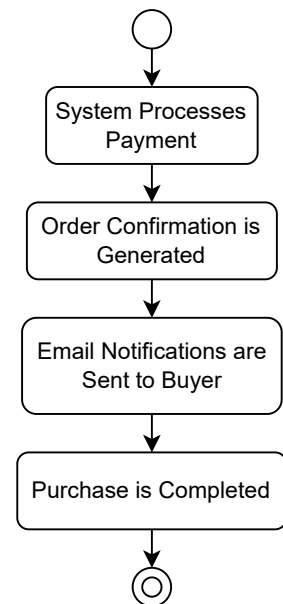 System Processes
Payment
Order Confirmation is
Generated
Email Notifications are
Sent to Buyer
Purchase is Completed